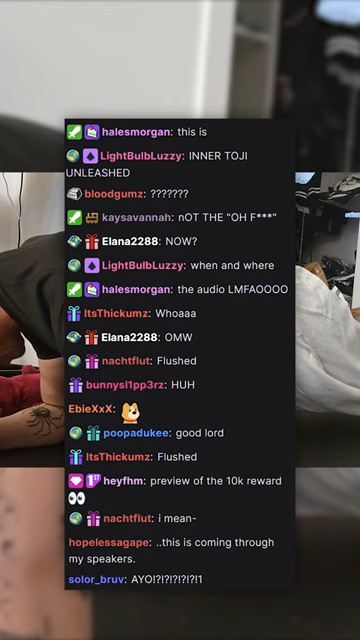 halesmorgan: this is
LightBulbLuzzy: INNER TOJI
UNLEASHED
bloodgumz: ???????
kaysavannah: nOT THE "OH F***"
Elana2288: NOW?
LightBulbLuzzy: when and where
halesmorgan: the audio LMFAOOOO
ItsThickumz: Whoaaa
Elana2288: OMW
nachtflut: Flushed
bunnysl1pp3rz: HUH
EbieXxX:
poopadukee: good lord
ItsThickumz: Flushed
heyfhm: preview of the 10k reward
nachtflut: i mean-
hopelessagape: ..this is coming through
my speakers.
solor_bruv: AYO!?!?!?!?!?!1